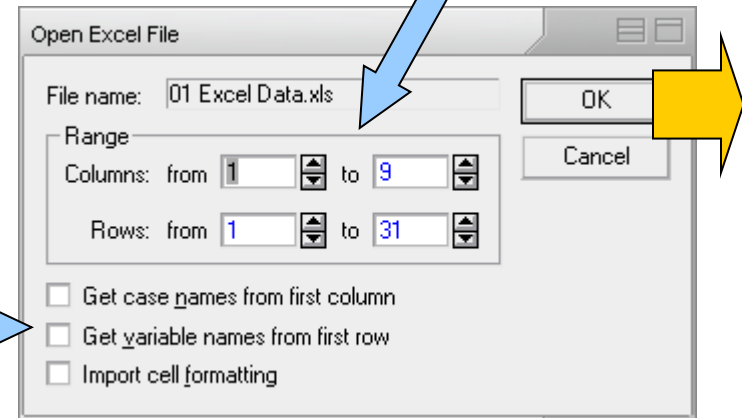 Open Excel File
File name: 01 Excel Data.xls
OK
Range
Cancel
Columns: from 1 to 9
Rows: from 1 to 31
Get case names from first column
Get variable names from first row
Import cell formatting